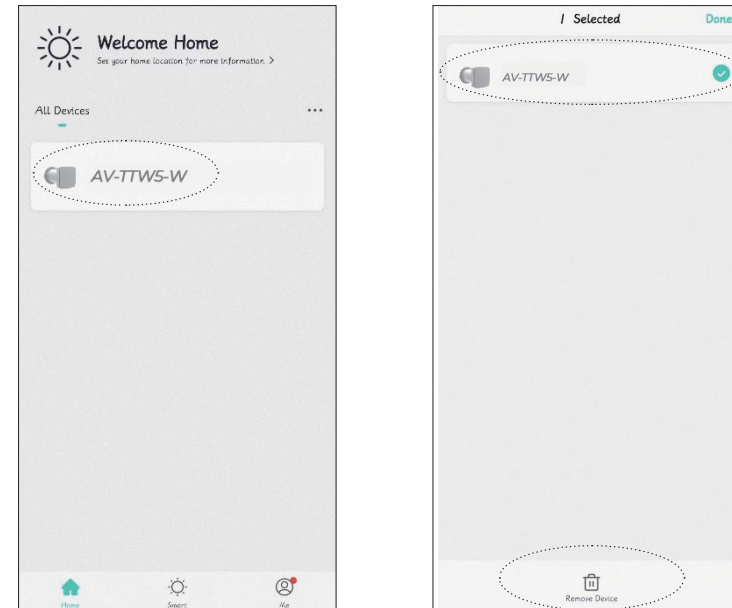 Welcome Home
Set your home location for more information. >
All Devices
AV-TTW5-W
Home
Smart
Me
1 Selected
Done
AV-TTW5-W
Remove Device